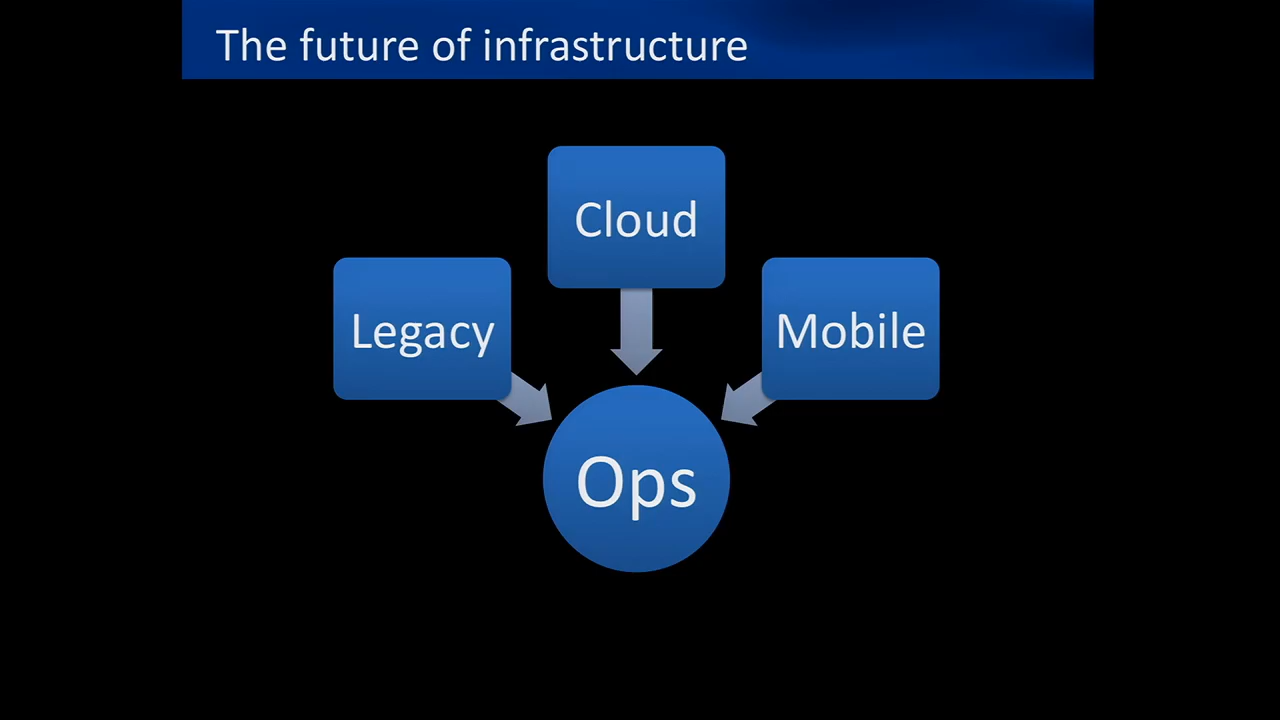 The future of infrastructure
Cloud
Legacy
Mobile
Ops